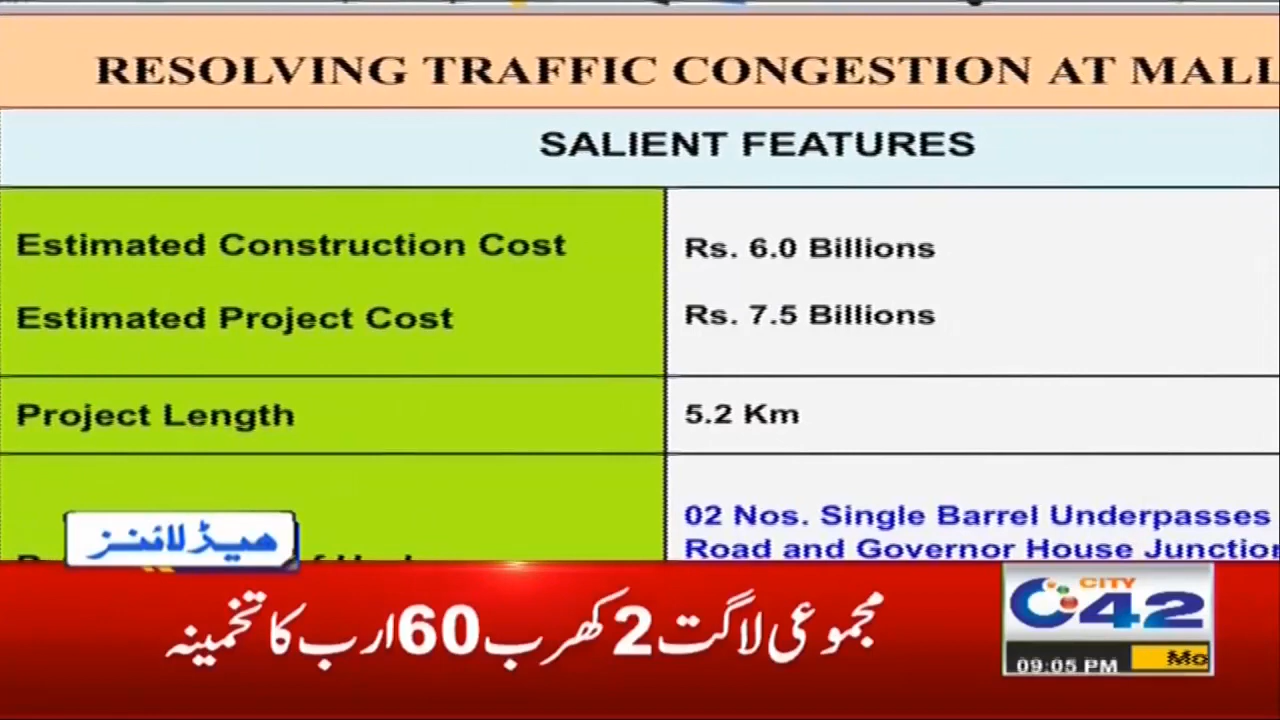 RESOLVING TRAFFIC CONGESTION AT MALL
SALIENT FEATURES
Estimated Construction Cost
Rs. 6.0 Billions
Estimated Project Cost
Rs. 7.5 Billions
Project Length
5.2 Km
02 Nos. Single Barrel Underpasses
Road and Governor House Junction
ہیڈلائنز
مجموعی لاگت 2 کھرب 60 ارب کا تخمینہ
CITY
42
09:05 PM
Mo